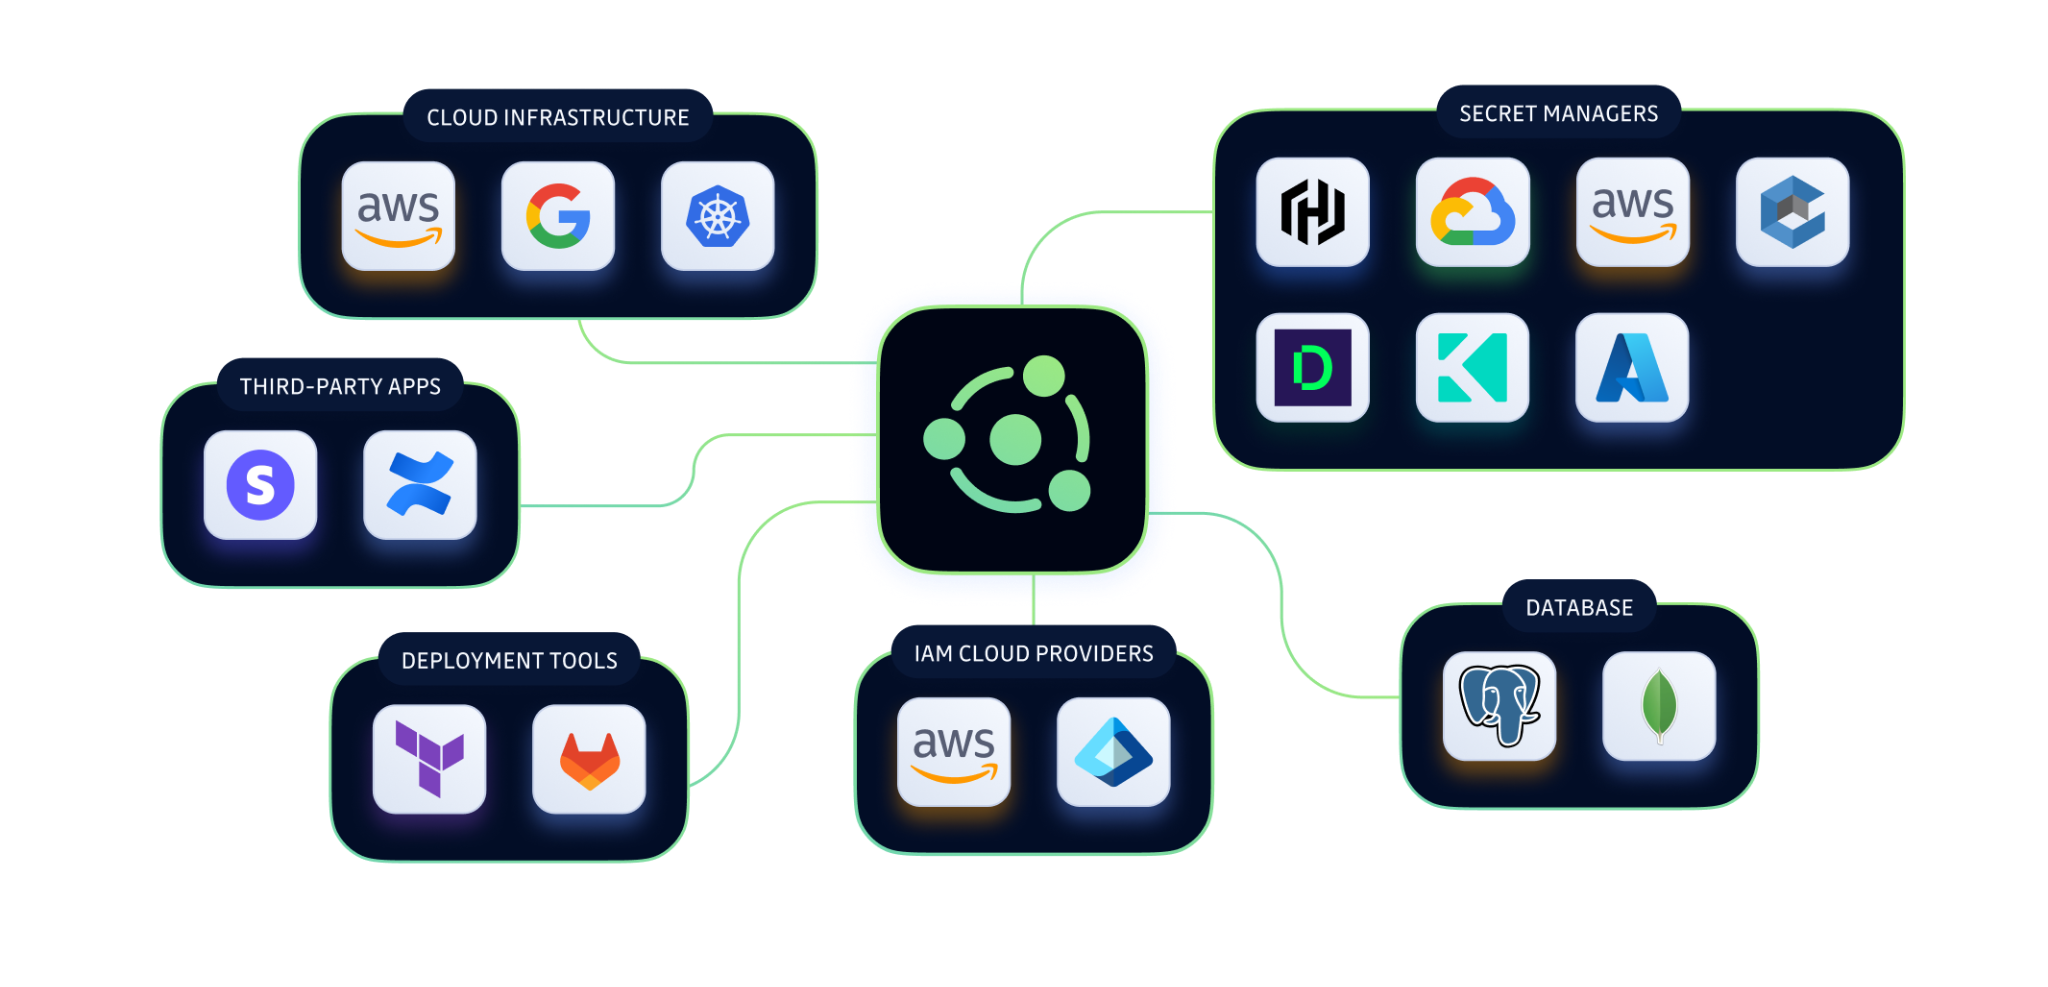 CLOUD INFRASTRUCTURE
aws
G
THIRD-PARTY APPS
S
DEPLOYMENT TOOLS
IAM CLOUD PROVIDERS
aws
SECRET MANAGERS
aws
D
K
DATABASE